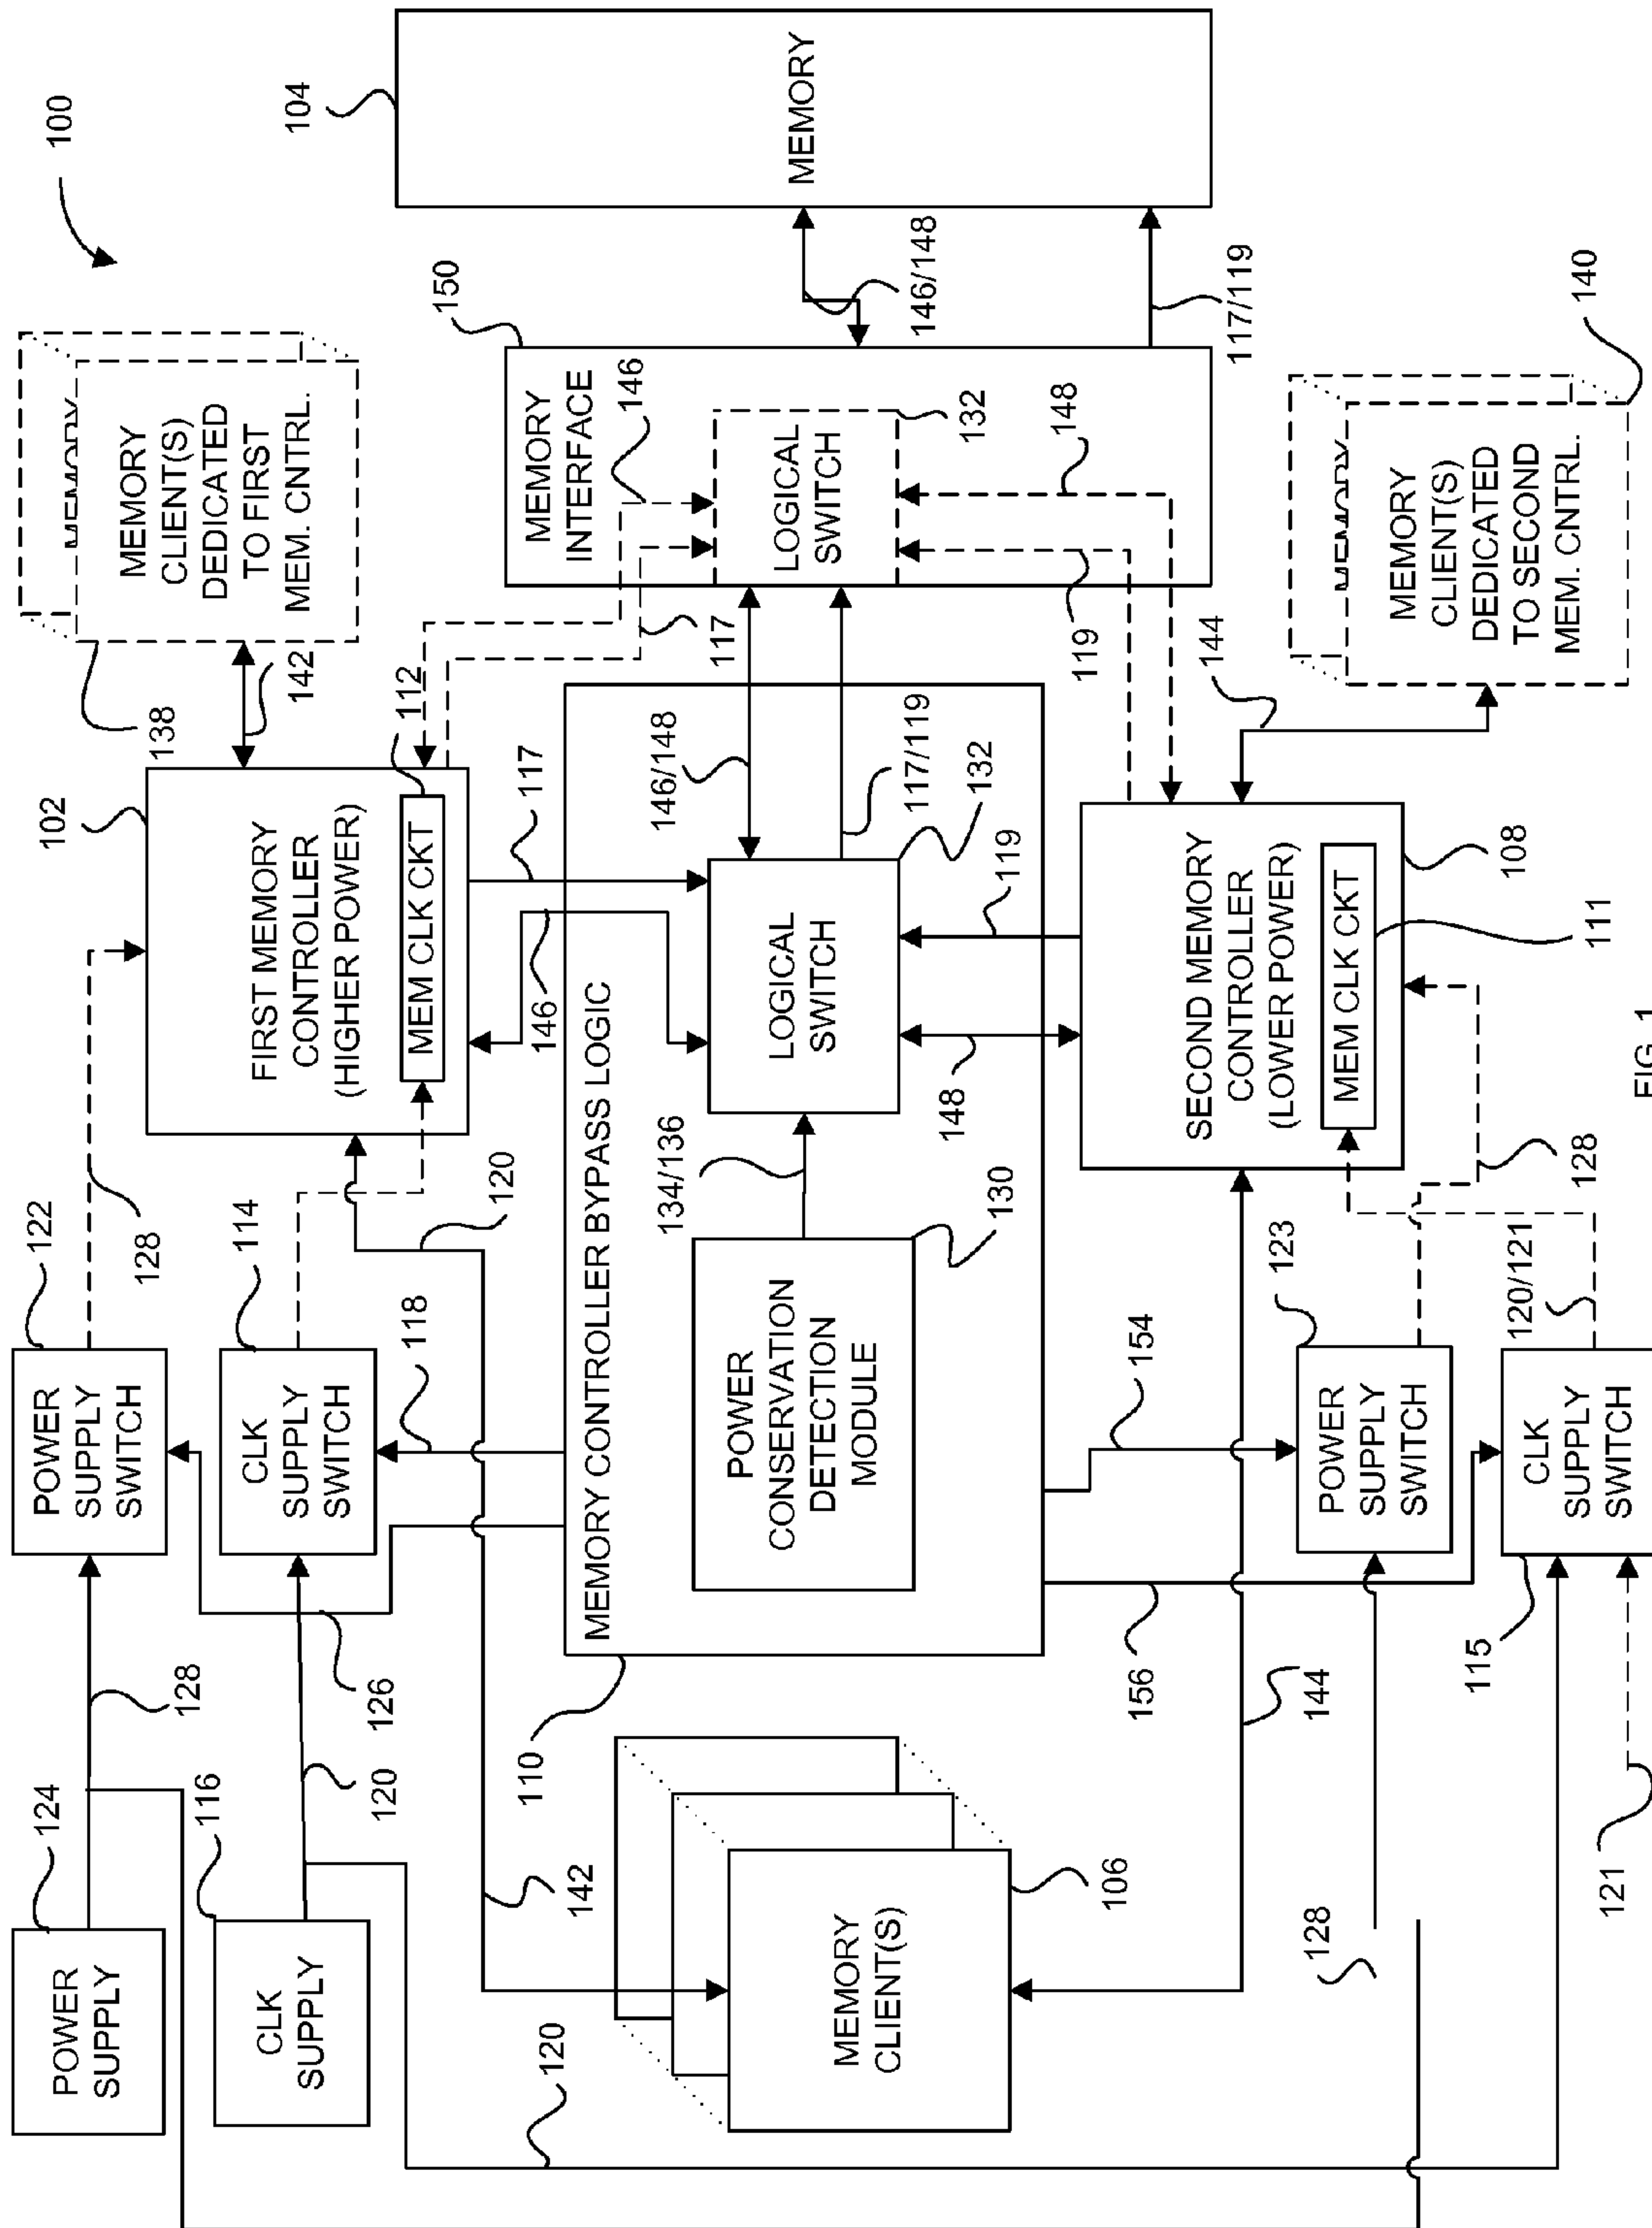 100
POWER
SUPPLY
124
128
POWER
SUPPLY
SWITCH
122
128
CLK
SUPPLY
116
120
126
CLK
SUPPLY
SWITCH
114
118
120
142
102
FIRST MEMORY
CONTROLLER
(HIGHER POWER)
MEM CLK CKT
112
138
142
MEMORY
MEMORY
CLIENT(S)
DEDICATED
TO FIRST
MEM. CNTRL.
146
117
117
146
120
MEMORY
CLIENT(S)
106
110
MEMORY CONTROLLER BYPASS LOGIC
POWER
CONSERVATION
DETECTION
MODULE
130
134/136
LOGICAL
SWITCH
132
146/148
117/119
150
MEMORY
INTERFACE
LOGICAL
SWITCH
132
148
119
146/148
117/119
104
MEMORY
148
119
144
156
154
144
128
POWER
SUPPLY
SWITCH
123
128
SECOND MEMORY
CONTROLLER
(LOWER POWER)
MEM CLK CKT
108
111
115
CLK
SUPPLY
SWITCH
120/121
121
MEMORY
MEMORY
CLIENT(S)
DEDICATED
TO SECOND
MEM. CNTRL.
140
FIG. 1